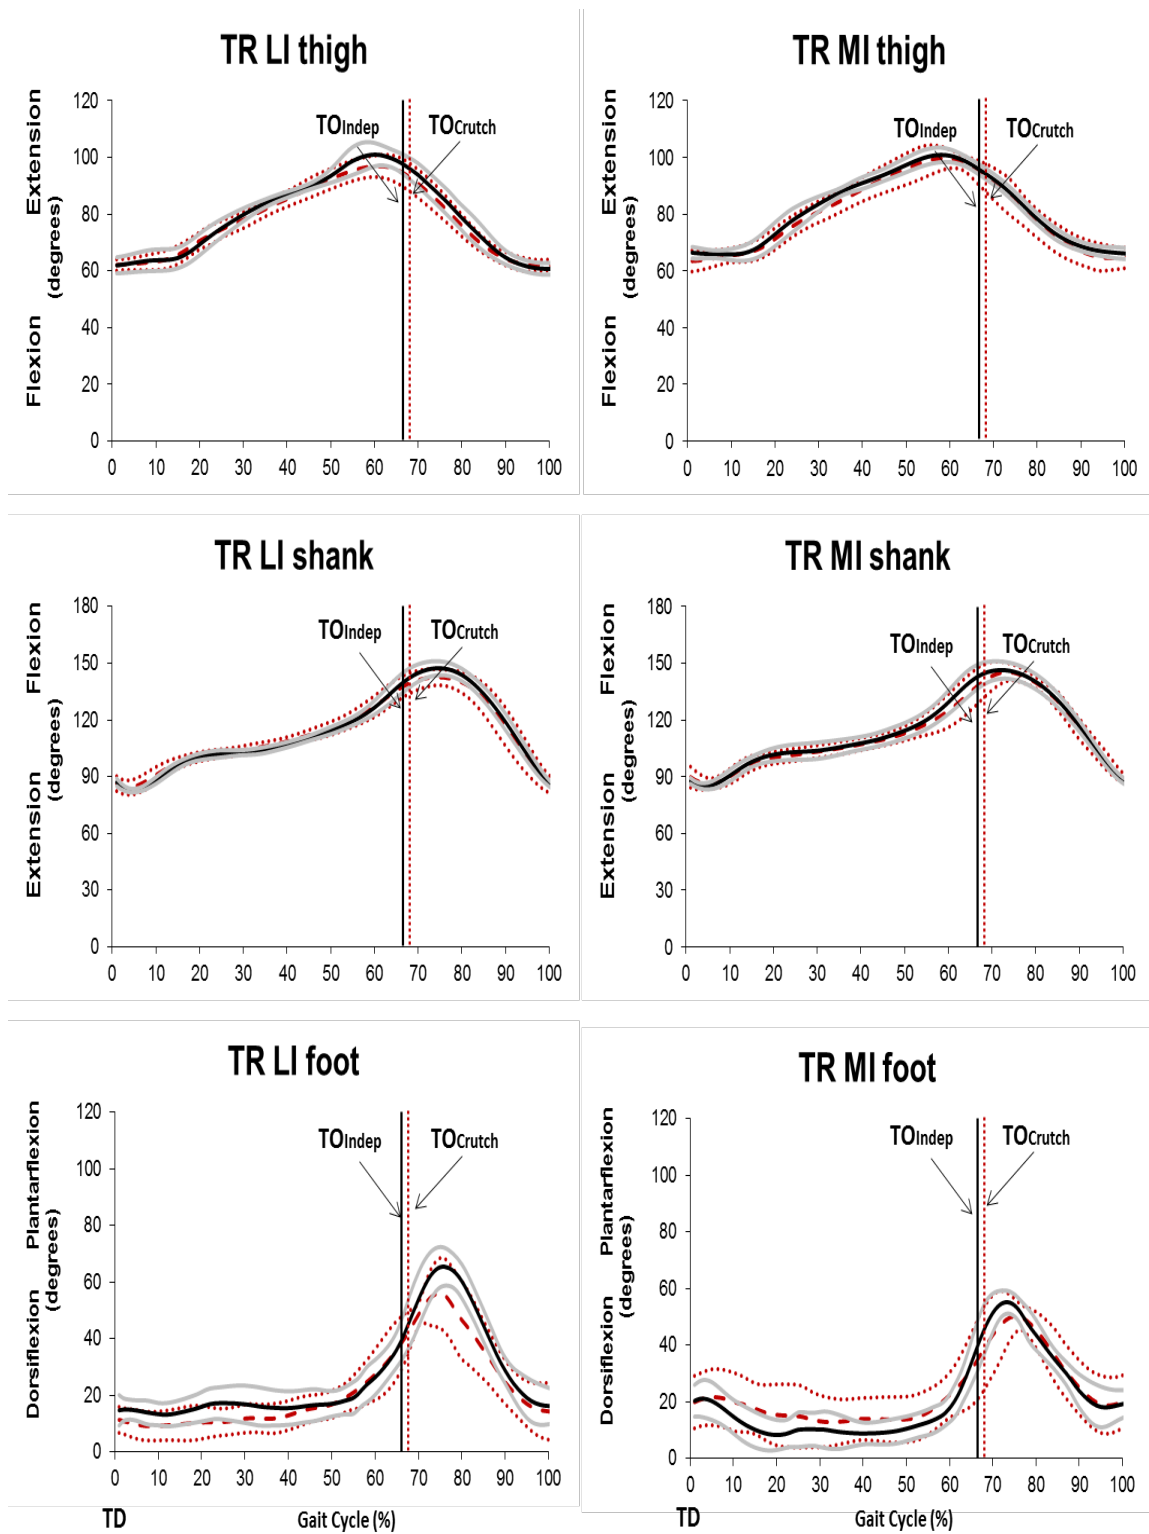 TR LI thigh
Flexion (degrees) Extension
120
100
80
60
40
20
0
TOIndep
TOCrutch
0 10 20 30 40 50 60 70 80 90 100
TR MI thigh
Flexion (degrees) Extension
120
100
80
60
40
20
0
TOIndep
TOCrutch
0 10 20 30 40 50 60 70 80 90 100
TR LI shank
Extension (degrees) Flexion
180
150
120
90
60
30
0
TOIndep
TOCrutch
0 10 20 30 40 50 60 70 80 90 100
TR MI shank
Extension (degrees) Flexion
180
150
120
90
60
30
0
TOIndep
TOCrutch
0 10 20 30 40 50 60 70 80 90 100
TR LI foot
Dorsiflexion (degrees) Plantarflexion
120
100
80
60
40
20
0
TOIndep
TOCrutch
0 10 20 30 40 50 60 70 80 90 100
TD
Gait Cycle (%)
TR MI foot
Dorsiflexion (degrees) Plantarflexion
120
100
80
60
40
20
0
TOIndep
TOCrutch
0 10 20 30 40 50 60 70 80 90 100
TD
Gait Cycle (%)